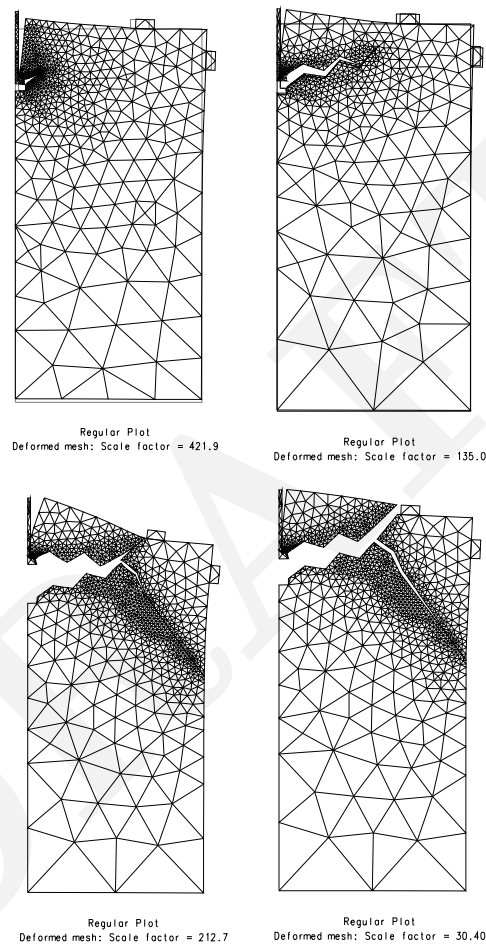 Regular Plot
Deformed mesh: Scale factor = 421.9
Regular Plot
Deformed mesh: Scale factor = 135.0
Regular Plot
Deformed mesh: Scale factor = 212.7
Regular Plot
Deformed mesh: Scale factor = 30.40